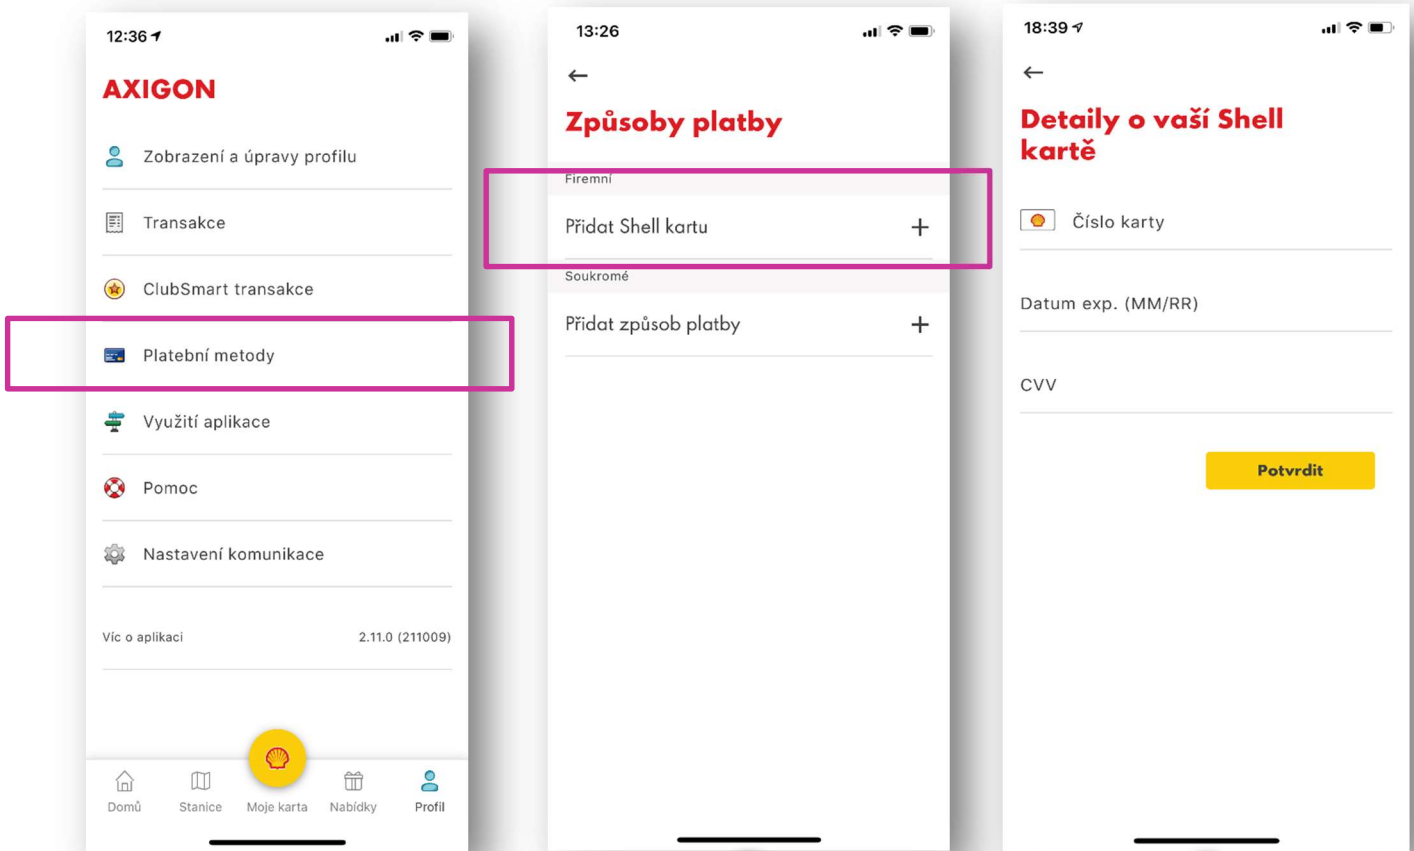 12:36
AXIGON
Zobrazení a úpravy profilu
Transakce
ClubSmart transakce
Platební metody
Využití aplikace
Pomoc
Nastavení komunikace
Víc o aplikaci 2.11.0 (211009)
Domů Stanice Moje karta Nabídky Profil
13:26
Způsoby platby
Firemní
Přidat Shell kartu +
Soukromé
Přidat způsob platby +
18:39
Detaily o vaší Shell
kartě
Číslo karty
Datum exp. (MM/RR)
CVV
Potvrdit